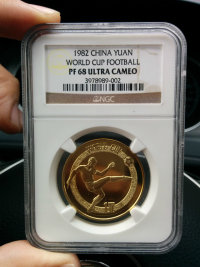 1982 CHINA YUAN
WORLD CUP FOOTBALL
PF 68 ULTRA CAMEO
3978989-002
NGC